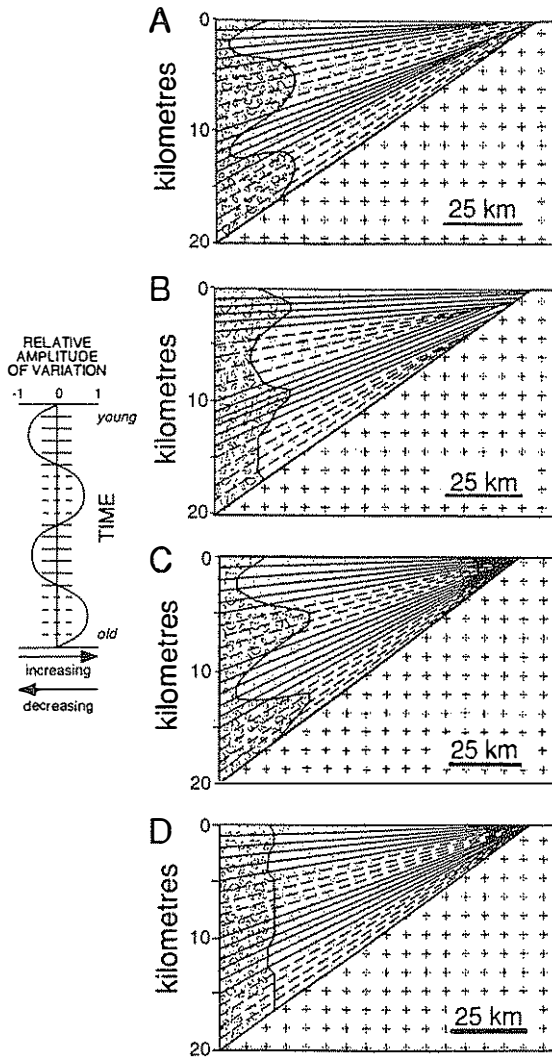 A
0
10
20
kilometres
25 km
B
0
10
20
kilometres
25 km
RELATIVE
AMPLITUDE
OF VARIATION
-1 0 1
young
TIME
old
increasing
decreasing
C
0
10
20
kilometres
25 km
D
0
10
20
kilometres
25 km